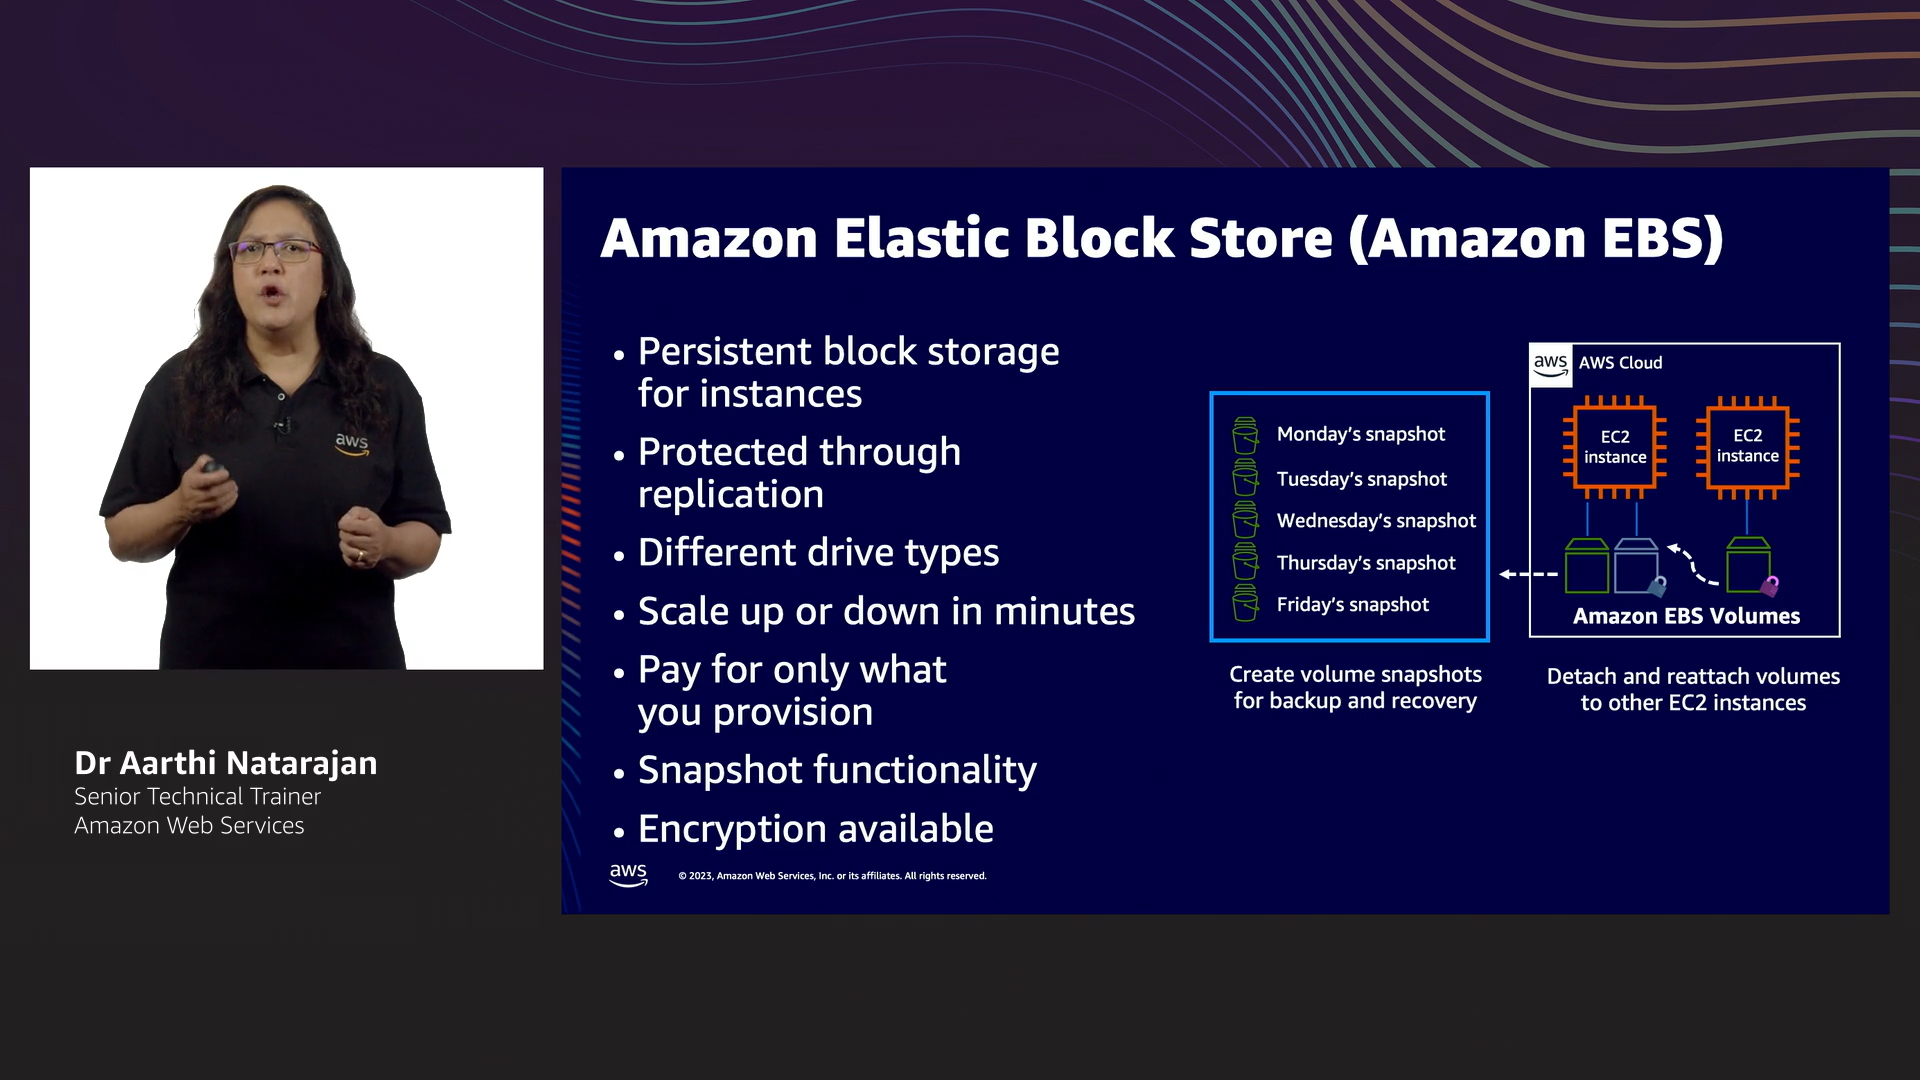 aws
Dr Aarthi Natarajan
Senior Technical Trainer
Amazon Web Services
Amazon Elastic Block Store (Amazon EBS)
• Persistent block storage
for instances
• Protected through
replication
• Different drive types
• Scale up or down in minutes
• Pay for only what
you provision
• Snapshot functionality
• Encryption available
Monday’s snapshot
Tuesday’s snapshot
Wednesday’s snapshot
Thursday’s snapshot
Friday’s snapshot
Create volume snapshots
for backup and recovery
aws AWS Cloud
EC2
instance
EC2
instance
Amazon EBS Volumes
Detach and reattach volumes
to other EC2 instances
aws © 2023, Amazon Web Services, Inc. or its affiliates. All rights reserved.